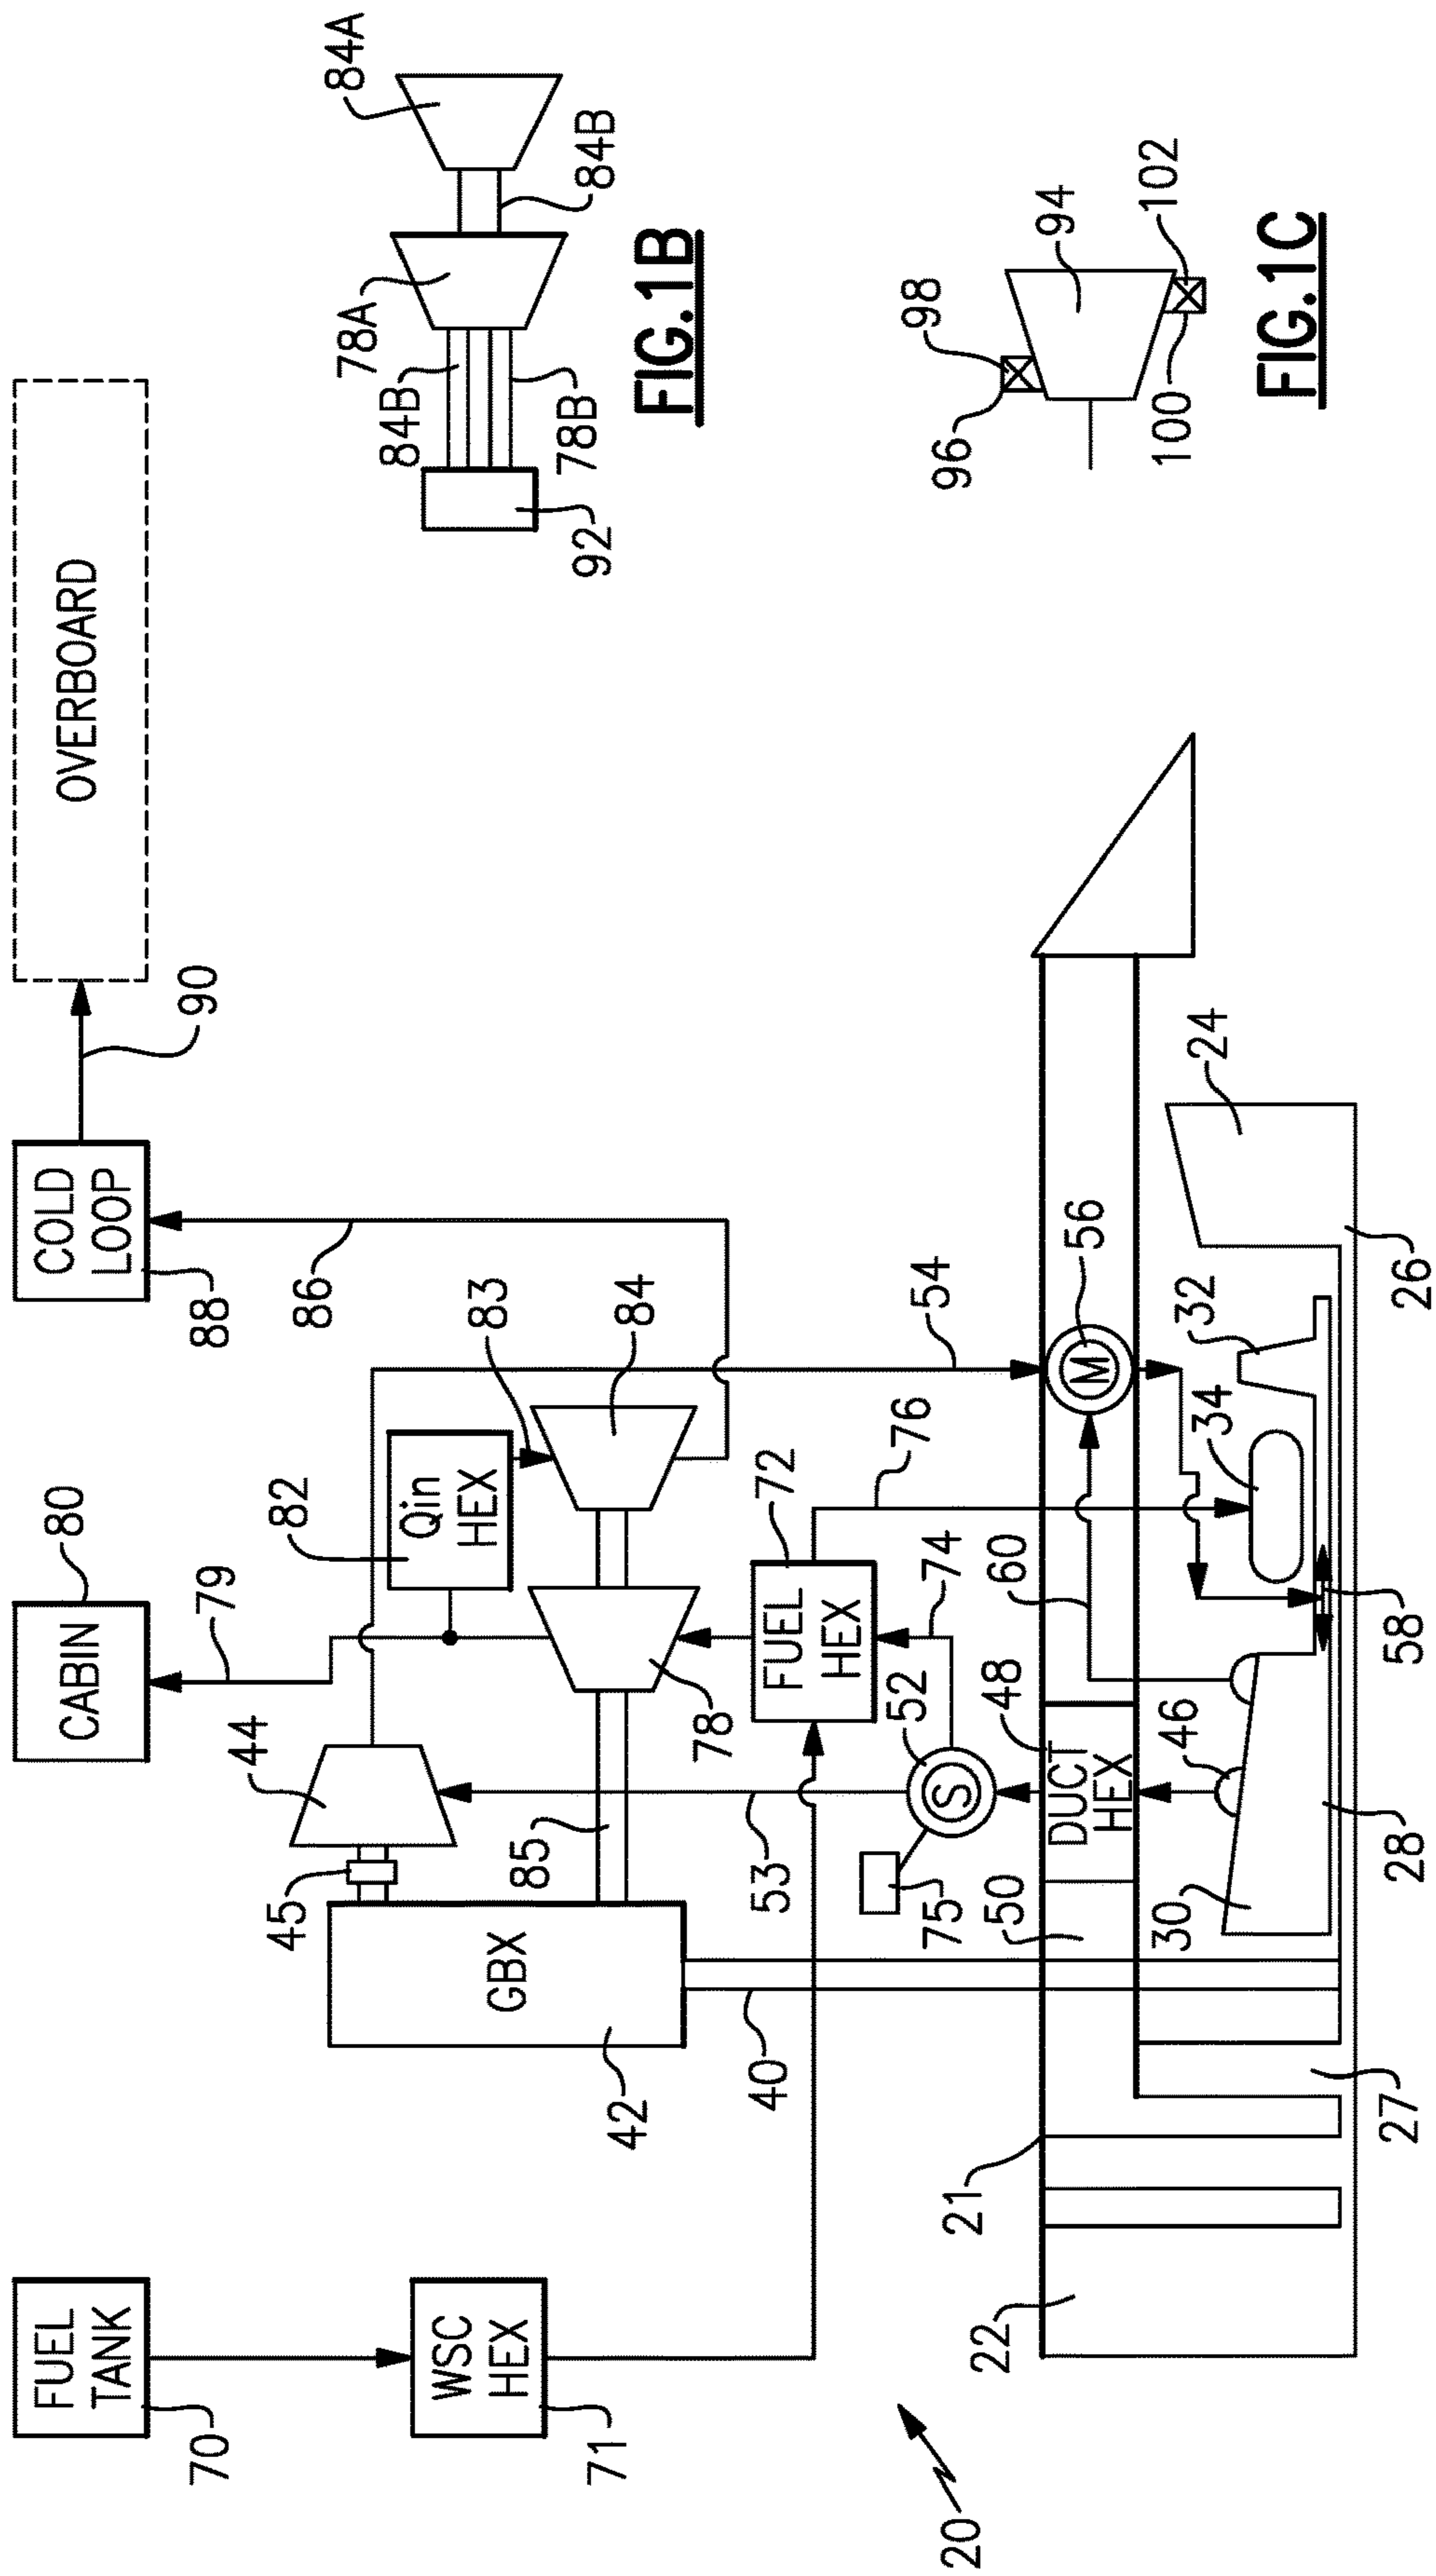 FUEL
TANK
70
WSC
HEX
71
GBX
42
40
45
44
85
53
CABIN
80
79
82
Qin
HEX
83
84
78
86
COLD
LOOP
88
90
OVERBOARD
FUEL
HEX
72
74
76
S
52
75
54
M
56
60
DUCT
HEX
48
50
46
21
22
20
27
28
30
58
34
32
26
24
84A
84B
78A
84B
78B
92
FIG.1B
94
98
96
100
102
FIG.1C